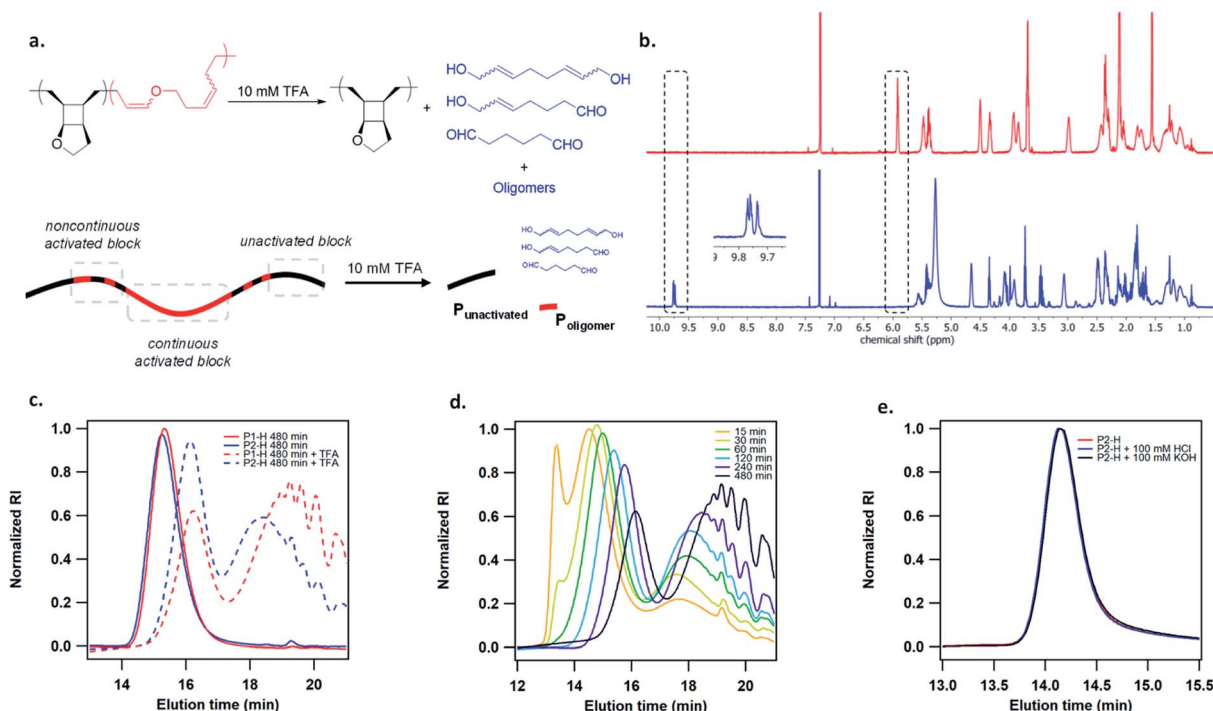 a.
O
O
10 mM TFA
O
+
HO
OH
HO
CHO
OHC
CHO
+
Oligomers
noncontinuous
activated block
unactivated block
continuous
activated block
10 mM TFA
HO
OH
HO
CHO
OHC
CHO
Punactivated
Poligomer
b.
9.8 9.7
10.0 9.5 9.0 8.5 8.0 7.5 7.0 6.5 6.0 5.5 5.0 4.5 4.0 3.5 3.0 2.5 2.0 1.5 1.0
chemical shift (ppm)
c.
Normalized RI
1.0
0.8
0.6
0.4
0.2
0.0
P1-H 480 min
P2-H 480 min
P1-H 480 min + TFA
P2-H 480 min + TFA
14 16 18 20
Elution time (min)
d.
Normalized RI
1.0
0.8
0.6
0.4
0.2
0.0
15 min
30 min
60 min
120 min
240 min
480 min
12 14 16 18 20
Elution time (min)
e.
Normalized RI
1.0
0.8
0.6
0.4
0.2
0.0
P2-H
P2-H + 100 mM HCl
P2-H + 100 mM KOH
13.0 13.5 14.0 14.5 15.0 15.5
Elution time (min)